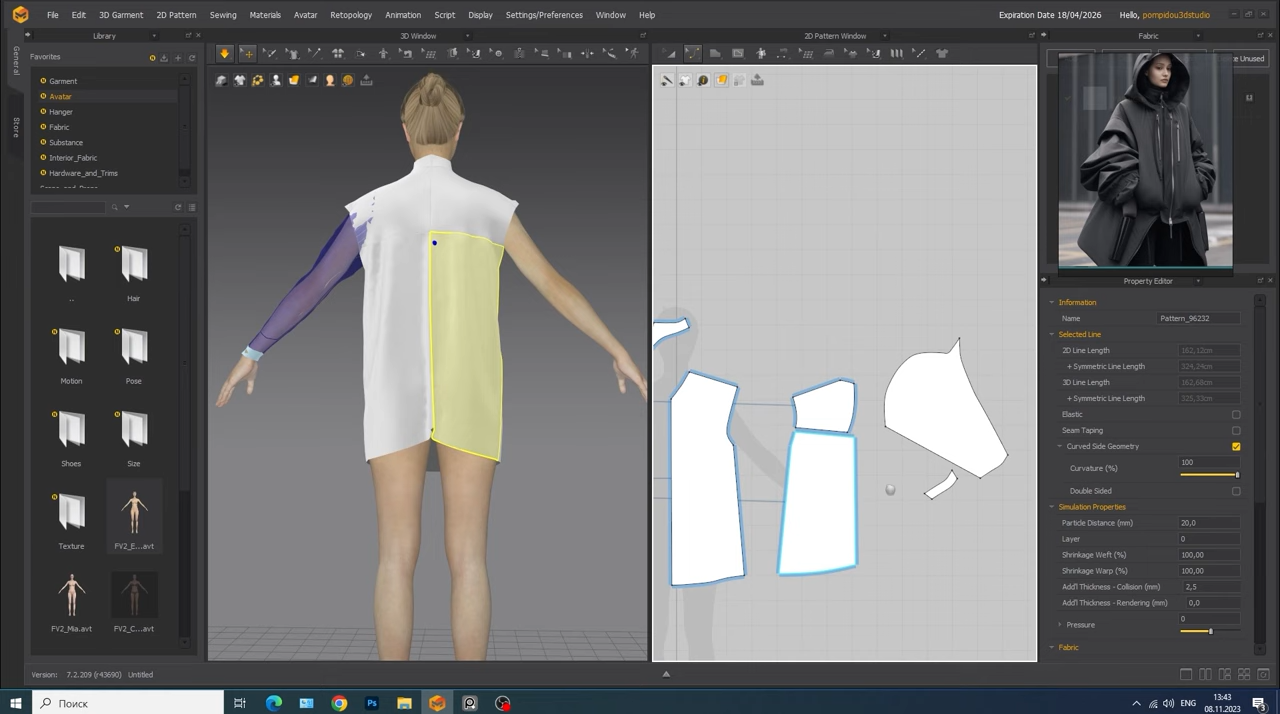 File Edit 3D Garment 2D Pattern Sewing Materials Avatar Retopology Animation Script Display Settings/Preferences Window Help
Expiration Date 18/04/2026 Hello, pompidou3dstudio
Library
3D Window
2D Pattern Window
Fabric
General
Store
Favorites
Garment
Avatar
Hanger
Fabric
Substance
Interior_Fabric
Hardware_and_Trims
..
Hair
Motion
Pose
Shoes
Size
Texture
FV2_E...avt
FV2_Mia.avt
FV2_C...avt
Unused
Property Editor
Information
Name Pattern_96232
Selected Line
2D Line Length 162,12cm
+ Symmetric Line Length 324,24cm
3D Line Length 162,68cm
+ Symmetric Line Length 325,33cm
Elastic
Seam Taping
Curved Side Geometry
Curvature (%) 100
Double Sided
Simulation Properties
Particle Distance (mm) 20,0
Layer 0
Shrinkage Weft (%) 100,00
Shrinkage Warp (%) 100,00
Add'l Thickness - Collision (mm) 2,5
Add'l Thickness - Rendering (mm) 0,0
Pressure 0
Fabric
Version: 7.2.209 (r43690) Untitled
Поиск
ENG
13:43
08.11.2023